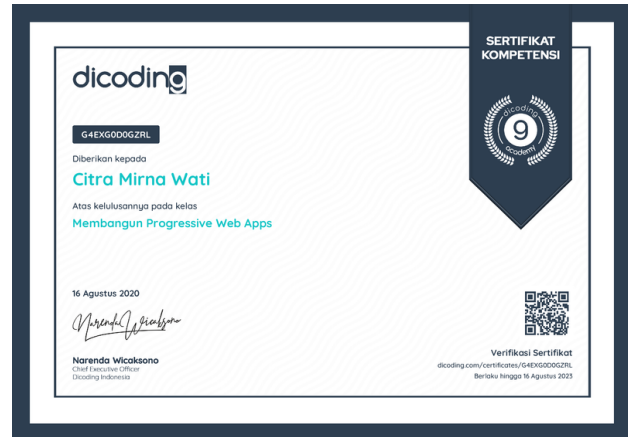 SERTIFIKAT
KOMPETENSI
dicoding
dicoding
9
academy
G4EXG0D0GZRL
Diberikan kepada
Citra Mirna Wati
Atas kelulusannya pada kelas
Membangun Progressive Web Apps
16 Agustus 2020
Narenda Wicaksono
Narenda Wicaksono
Chief Executive Officer
Dicoding Indonesia
Verifikasi Sertifikat
dicoding.com/certificates/G4EXG0D0GZRL
Berlaku hingga 16 Agustus 2023